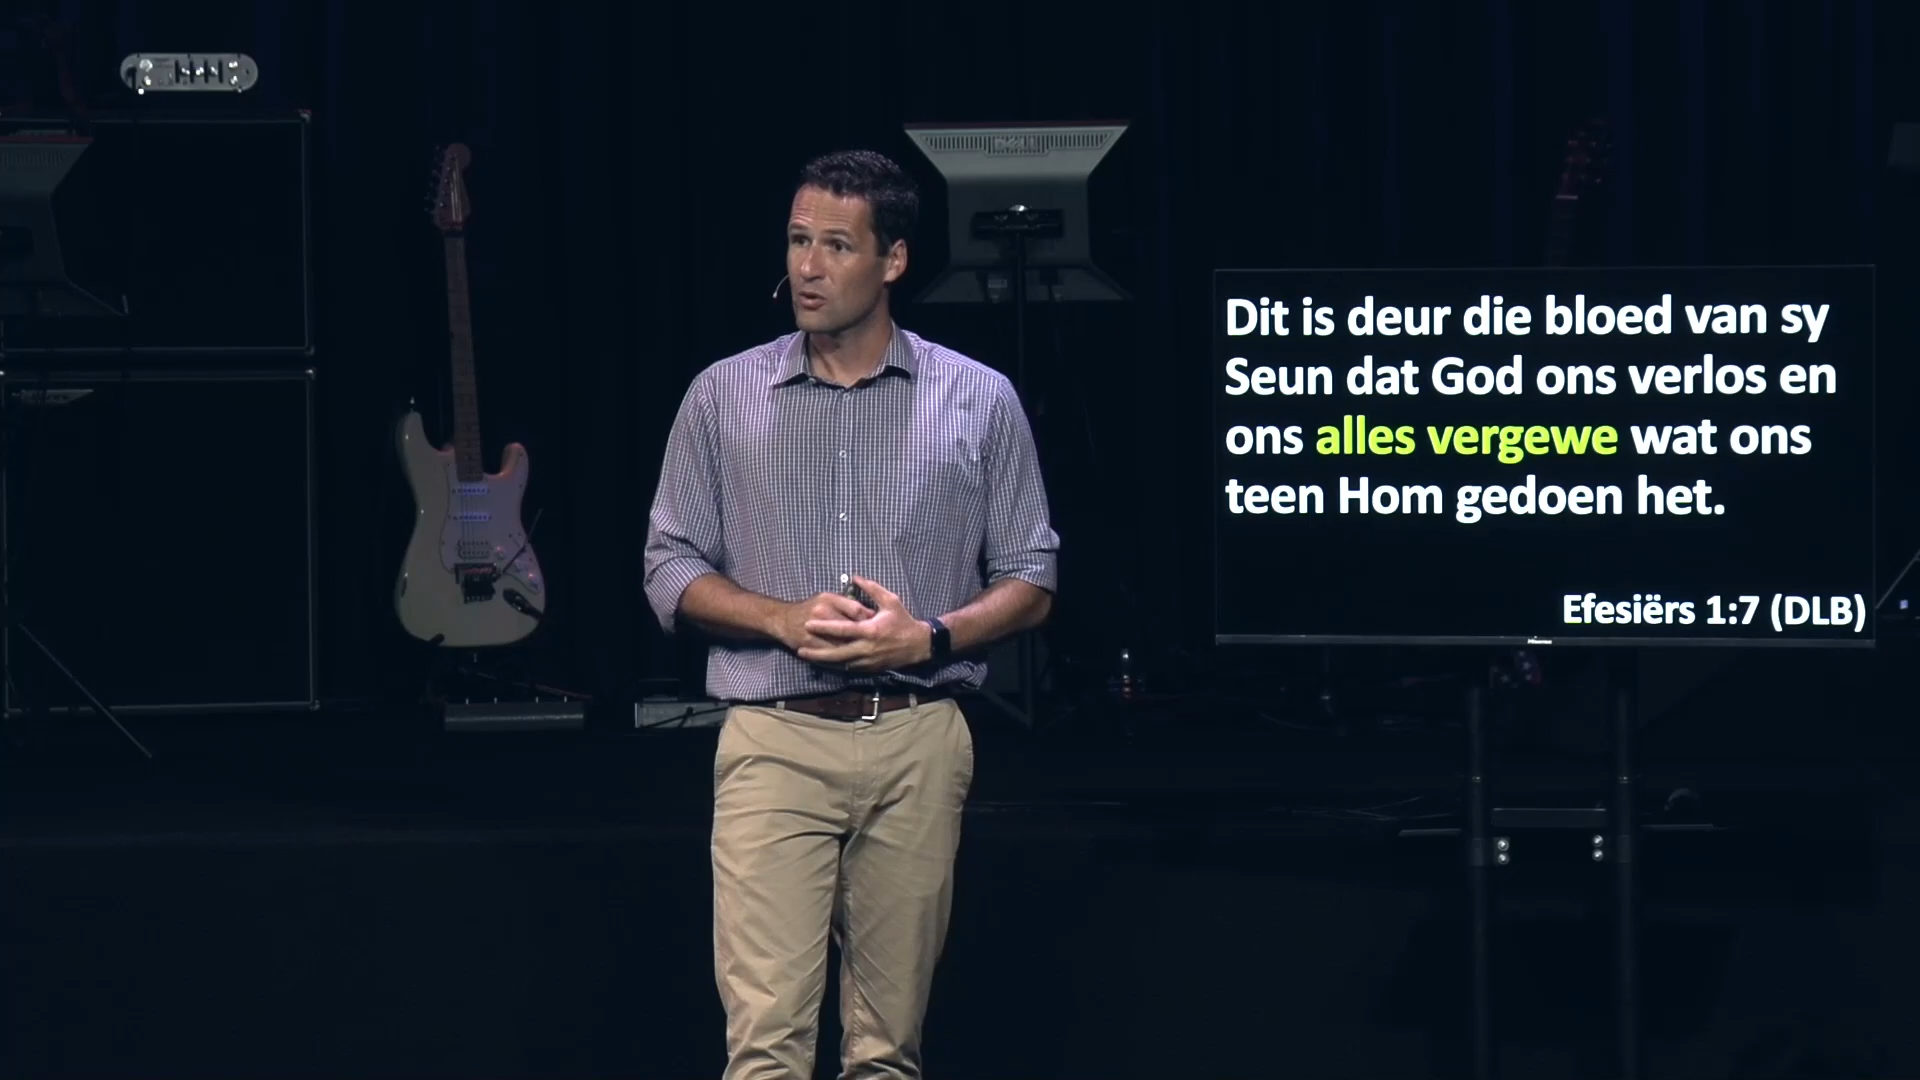 Dit is deur die bloed van sy
Seun dat God ons verlos en
ons alles vergewe wat ons
teen Hom gedoen het.
Efesiërs 1:7 (DLB)
Hisense